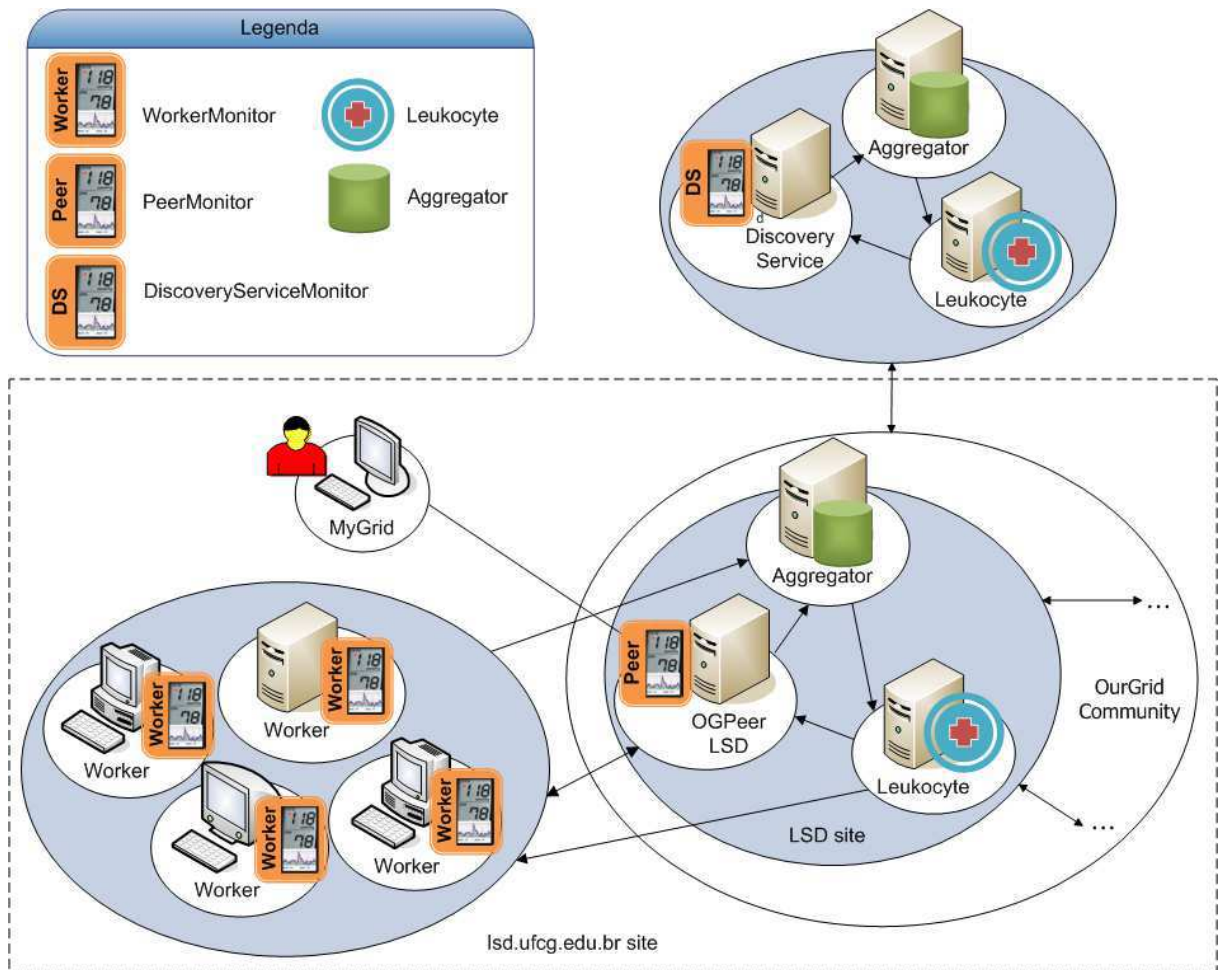 Legenda
Worker
118
78
WorkerMonitor
Leukocyte
Peer
118
78
PeerMonitor
Aggregator
DS
118
78
DiscoveryServiceMonitor
Aggregator
DS
118
78
d
Discovery
Service
Leukocyte
MyGrid
Aggregator
...
Worker
118
78
Worker
Worker
118
78
Worker
Peer
118
78
OGPeer
LSD
OurGrid
Community
Worker
118
78
Worker
Worker
118
78
Worker
Leukocyte
...
LSD site
lsd.ufcg.edu.br site